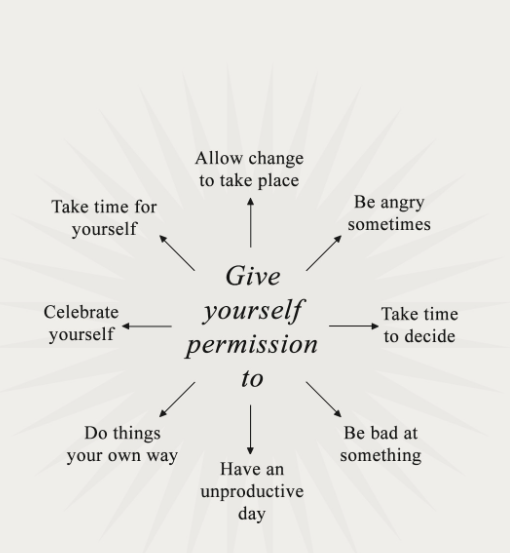 Allow change
to take place
Be angry
sometimes
Take time for
yourself
Give
yourself
permission
to
Celebrate
yourself
Take time
to decide
Do things
your own way
Be bad at
something
Have an
unproductive
day